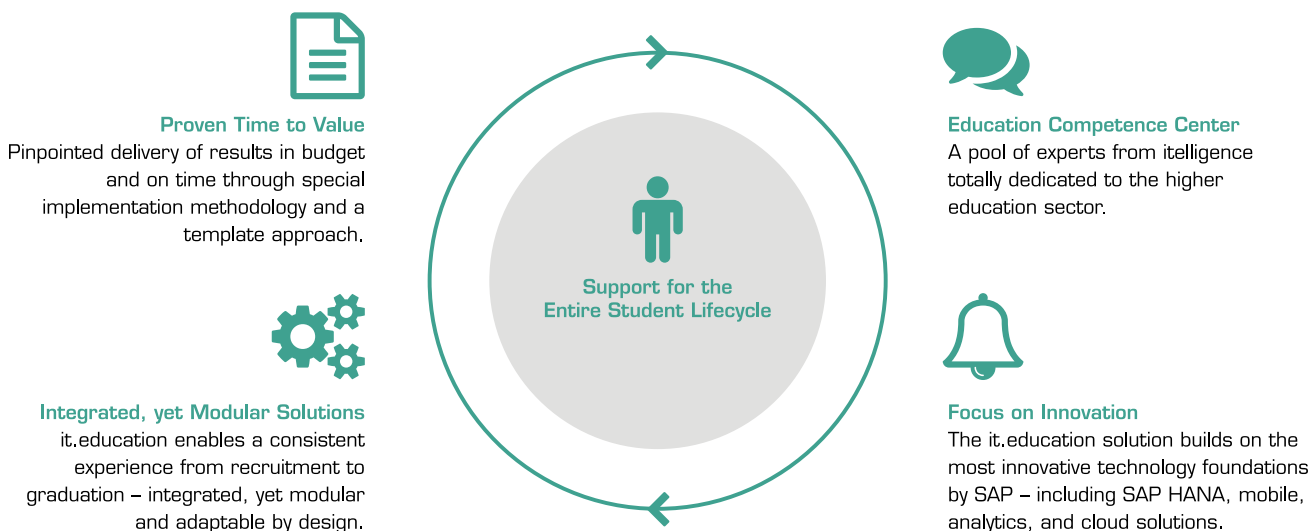 Proven Time to Value
Pinpointed delivery of results in budget
and on time through special
implementation methodology and a
template approach.
Integrated, yet Modular Solutions
it.education enables a consistent
experience from recruitment to
graduation – integrated, yet modular
and adaptable by design.
Support for the
Entire Student Lifecycle
Education Competence Center
A pool of experts from itelligence
totally dedicated to the higher
education sector.
Focus on Innovation
The it.education solution builds on the
most innovative technology foundations
by SAP – including SAP HANA, mobile,
analytics, and cloud solutions.